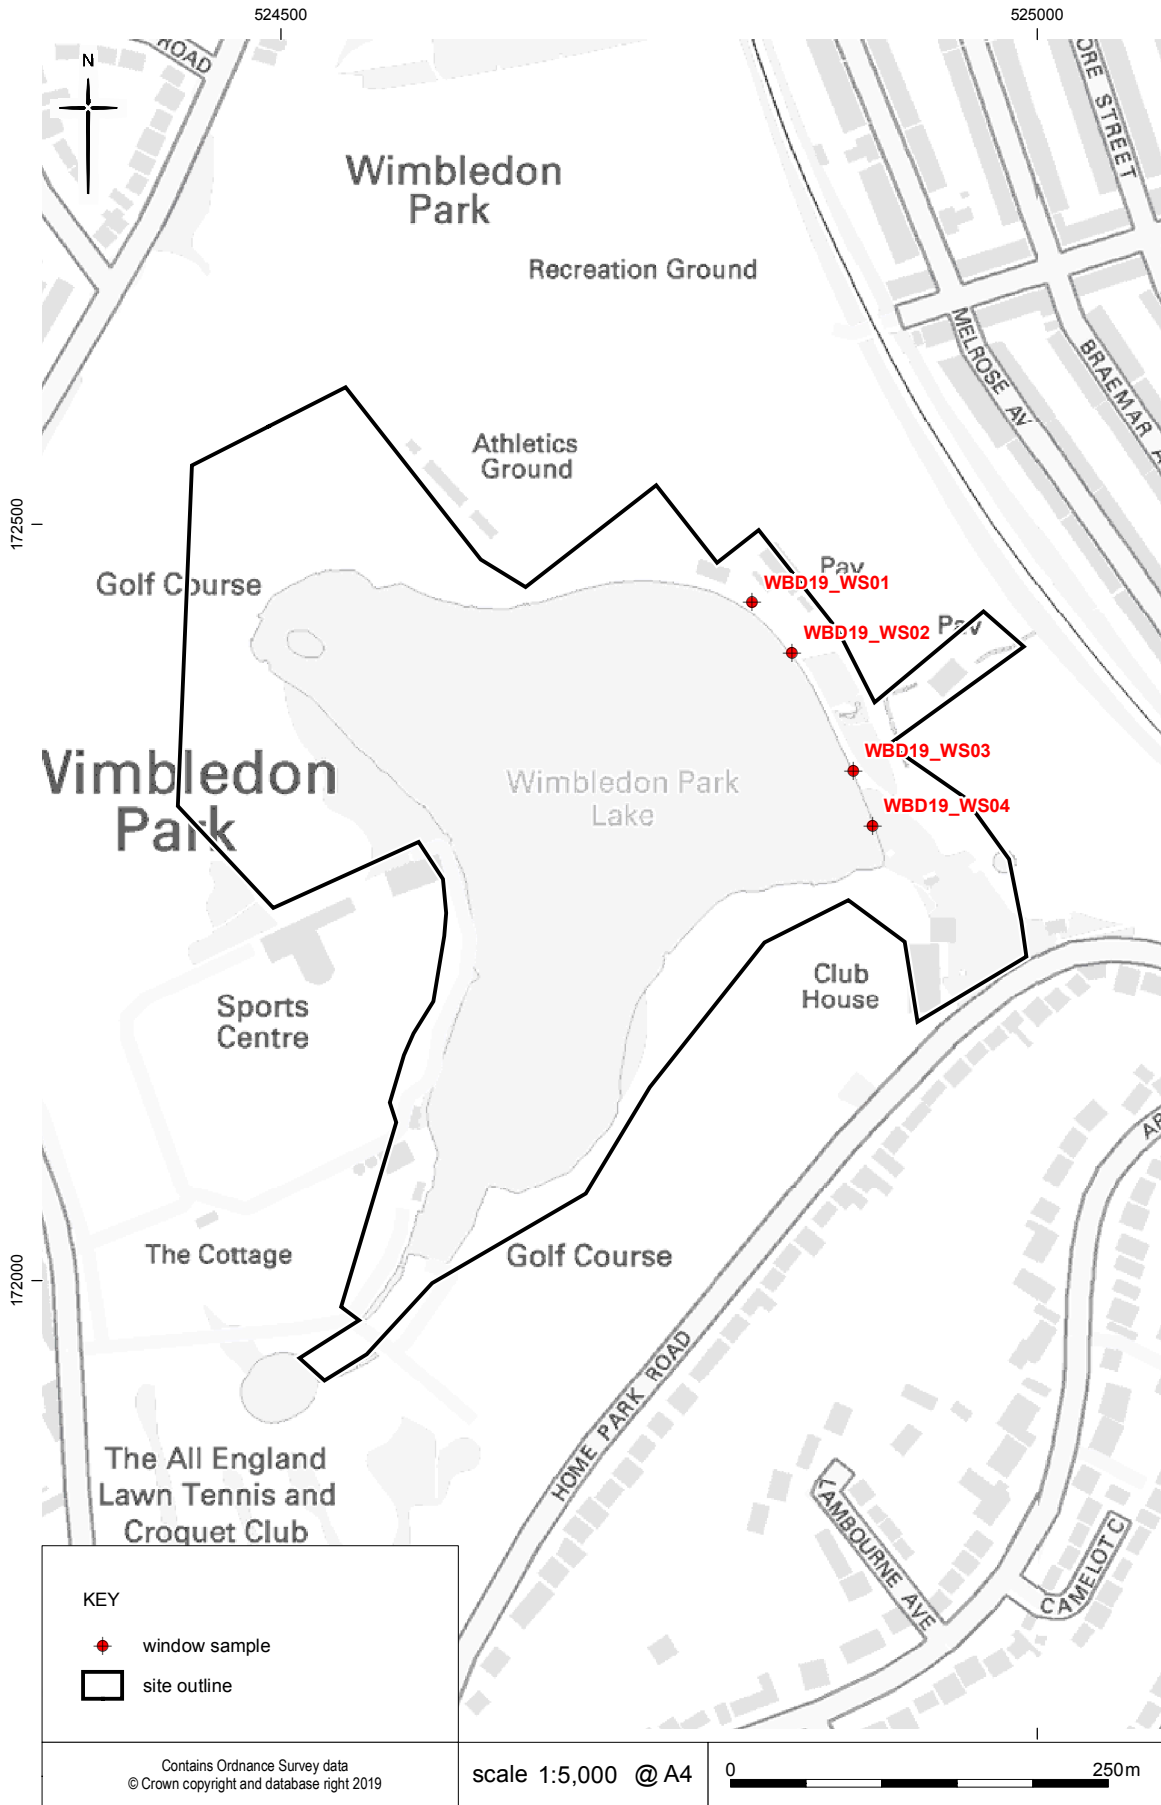 524500
525000
ROAD
N
ORE STREET
Wimbledon
Park
Recreation Ground
MELROSE AV
BRAEMAR A
Athletics
Ground
172500
Golf Course
Pav
WBD19_WS01
WBD19_WS02
Pav
Wimbledon
Park
Wimbledon Park
Lake
WBD19_WS03
WBD19_WS04
Club
House
Sports
Centre
AR
The Cottage
Golf Course
172000
HOME PARK ROAD
The All England
Lawn Tennis and
Croquet Club
LAMBOURNE AVE
CAMELOT C
KEY
window sample
site outline
Contains Ordnance Survey data
© Crown copyright and database right 2019
scale 1:5,000 @ A4
0
250m